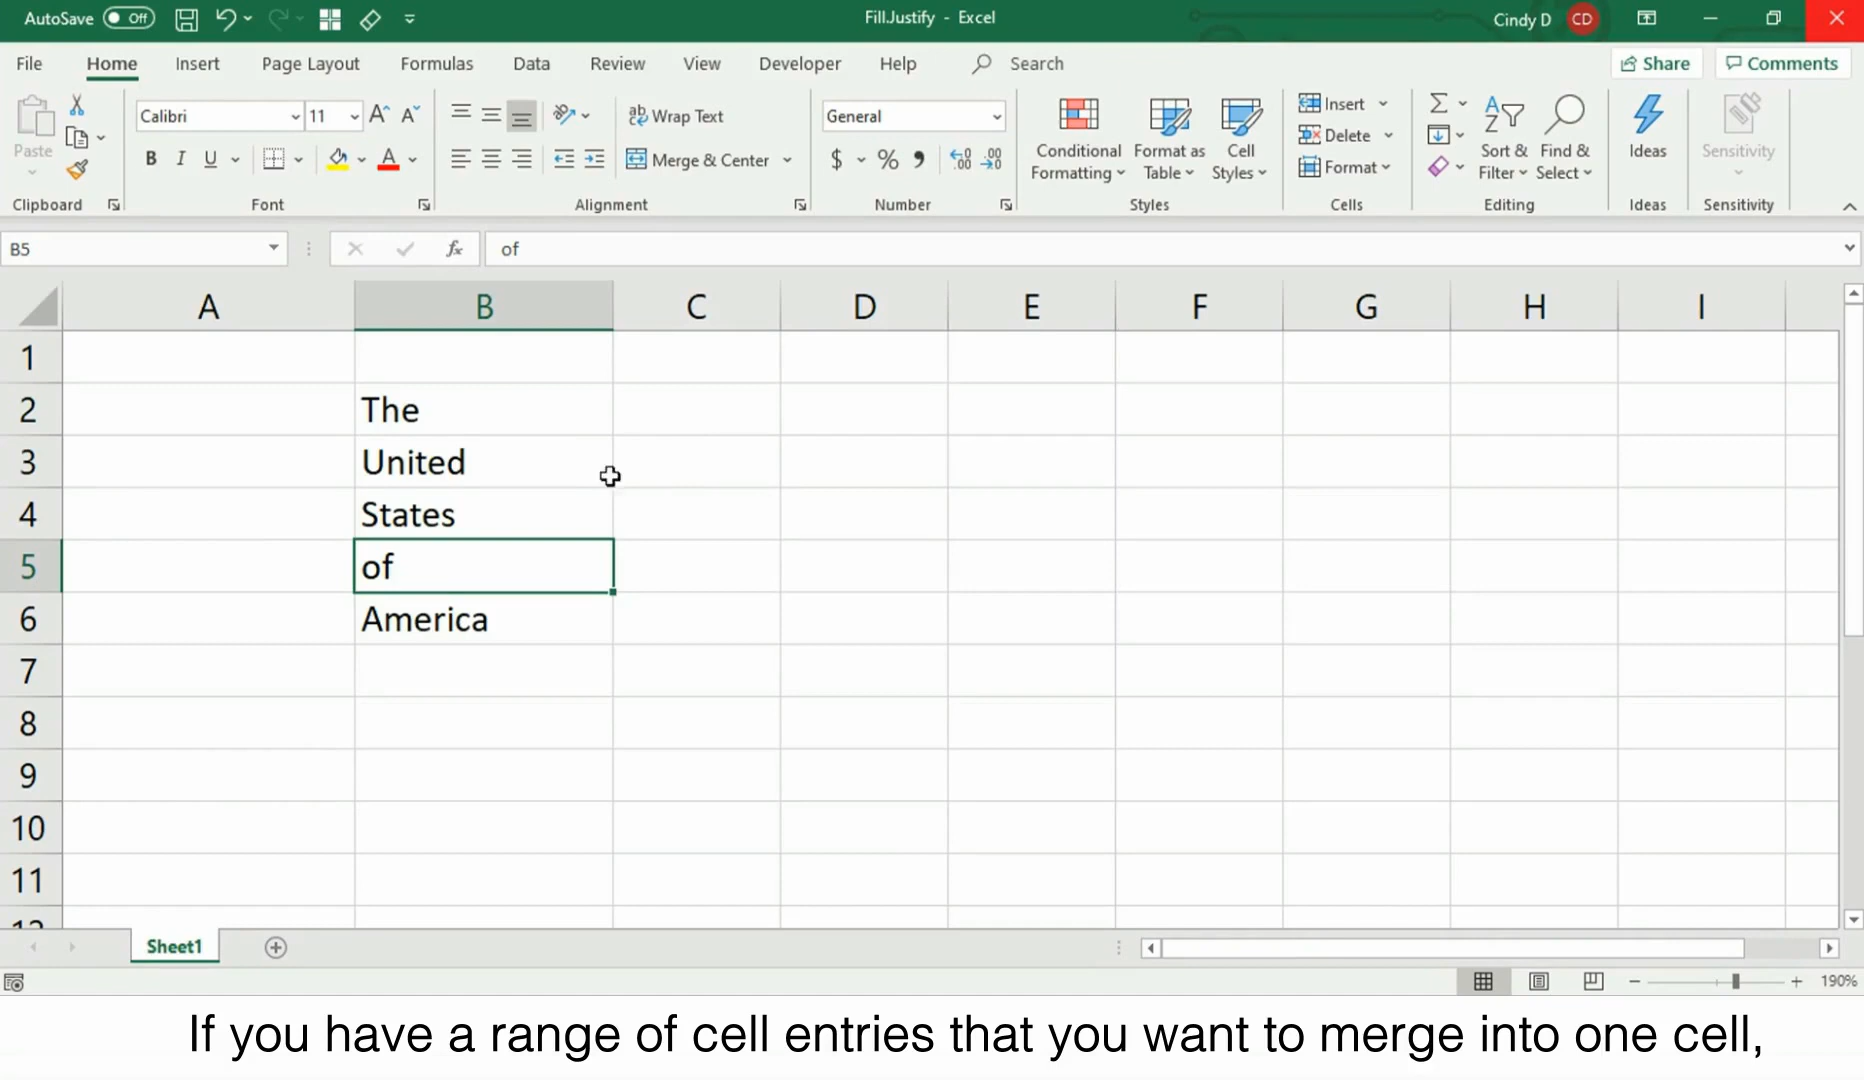 AutoSave Off FillJustify - Excel Cindy D CD
File Home Insert Page Layout Formulas Data Review View Developer Help Search Share Comments
Paste
Calibri 11 A A
B I U A
ab Wrap Text
Merge & Center
General
$ % ,
Conditional Formatting
Format as Table
Cell Styles
Insert
Delete
Format
Sort & Filter
Find & Select
Ideas
Sensitivity
Clipboard Font Alignment Number Styles Cells Editing Ideas Sensitivity
B5 fx of
A B C D E F G H I
1
2 The
3 United
4 States
5 of
6 America
7
8
9
10
11
12
Sheet1
190%
If you have a range of cell entries that you want to merge into one cell,